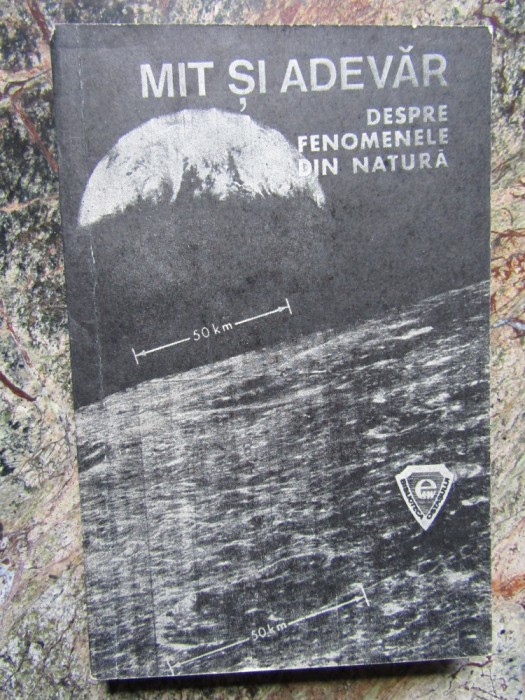 MIT ȘI ADEVĂR
DESPRE
FENOMENELE
DIN NATURĂ
50 km
50 km